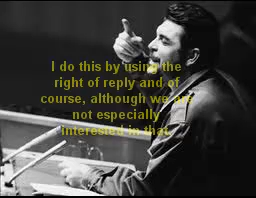 I do this by using the
right of reply and of
course, although we are
not especially
interested in that.